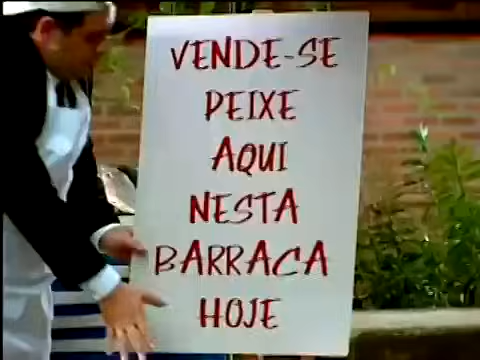 VENDE-SE
PEIXE
AQUI
NESTA
BARRACA
HOJE